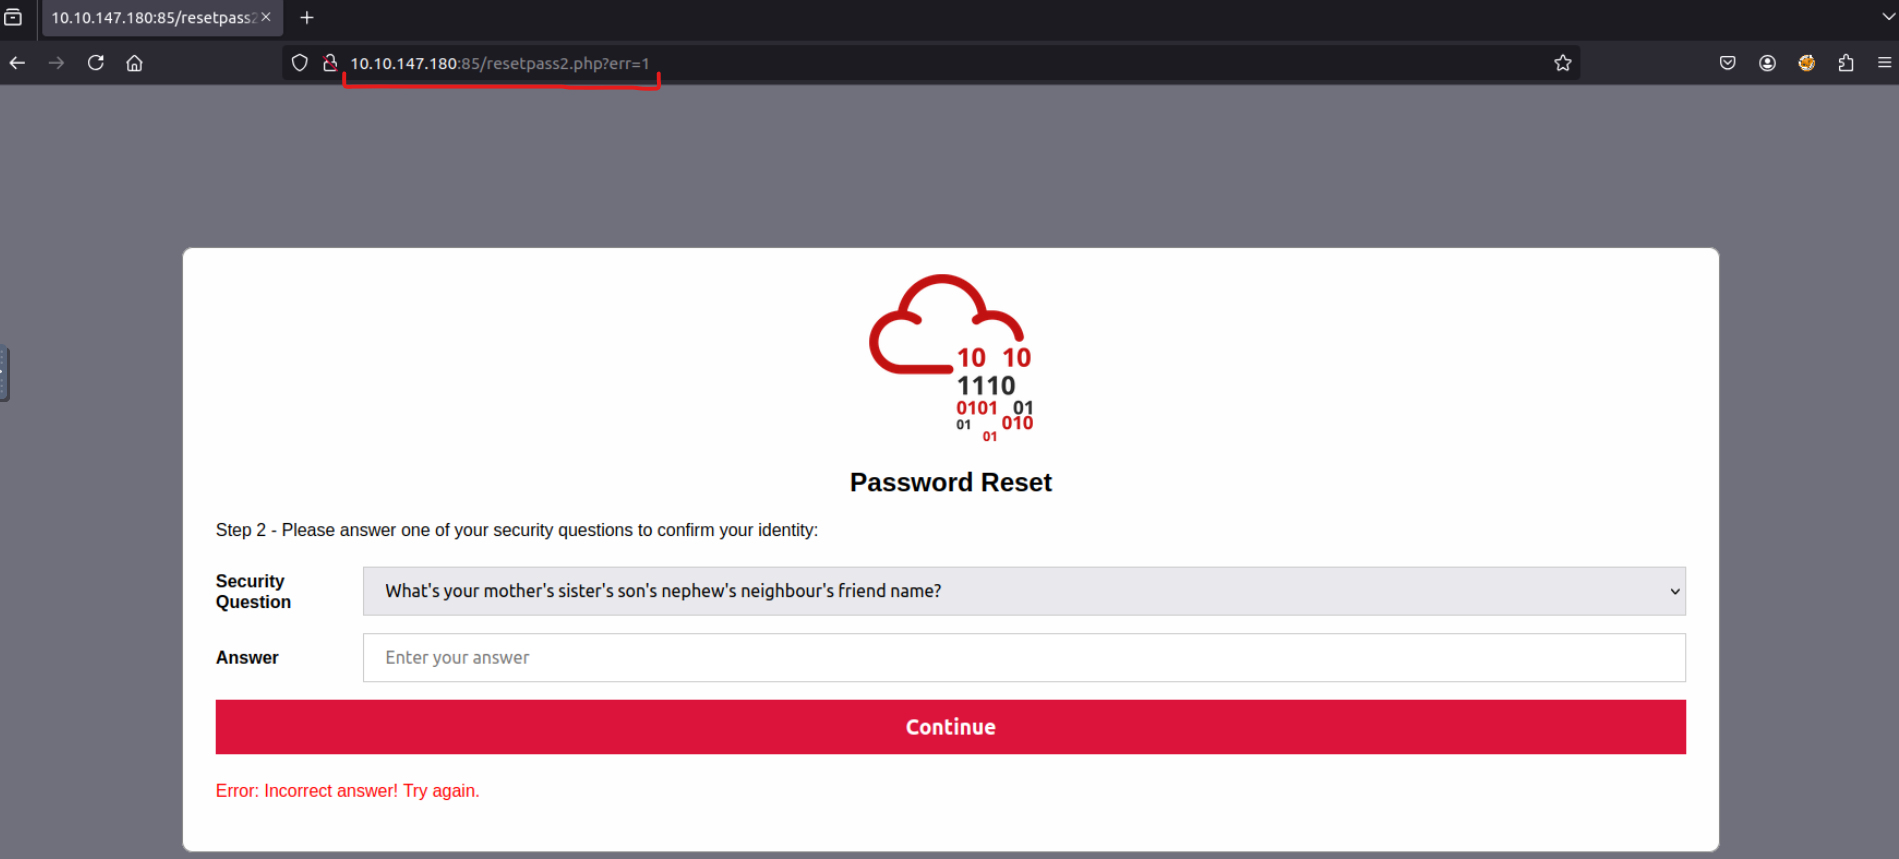 10.10.147.180:85/resetpass2
10.10.147.180:85/resetpass2.php?err=1
10 10
1110
0101 01
01 010
01
Password Reset
Step 2 - Please answer one of your security questions to confirm your identity:
Security
Question
What's your mother's sister's son's nephew's neighbour's friend name?
Answer
Enter your answer
Continue
Error: Incorrect answer! Try again.